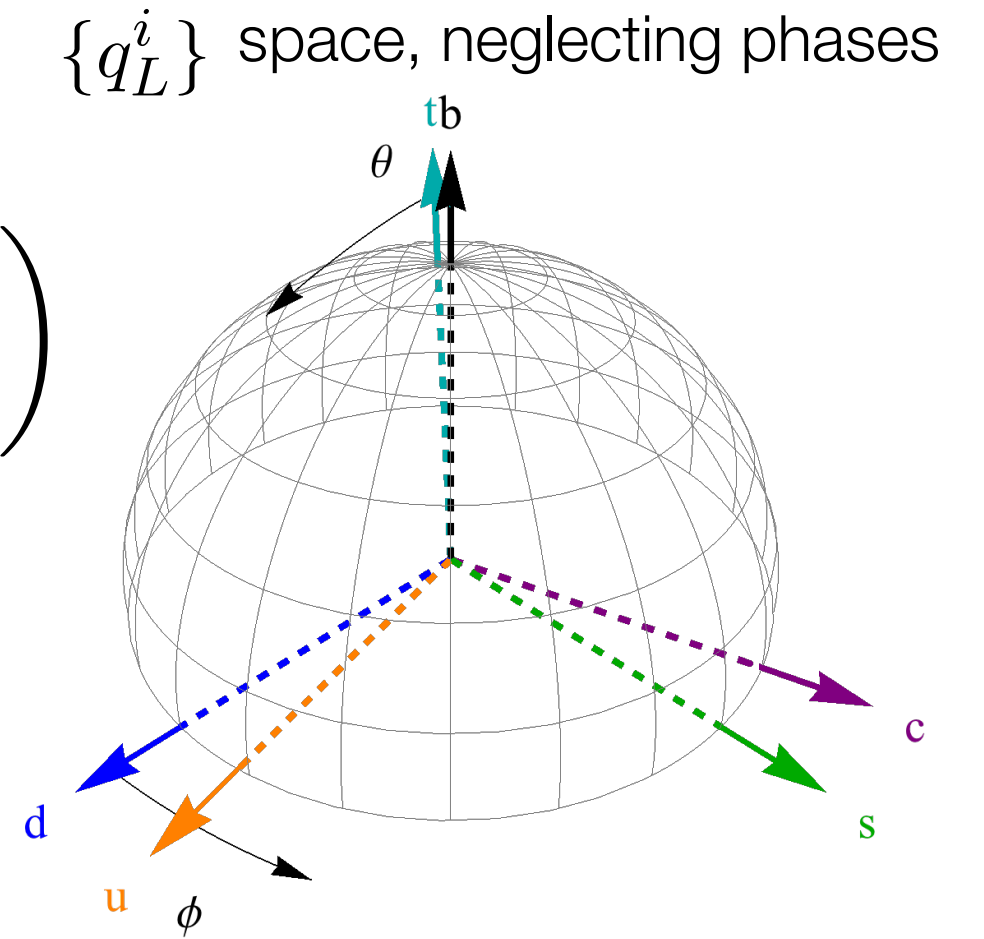 {q_L^i} space, neglecting phases
tb
θ
)
c
d
s
u
ϕ